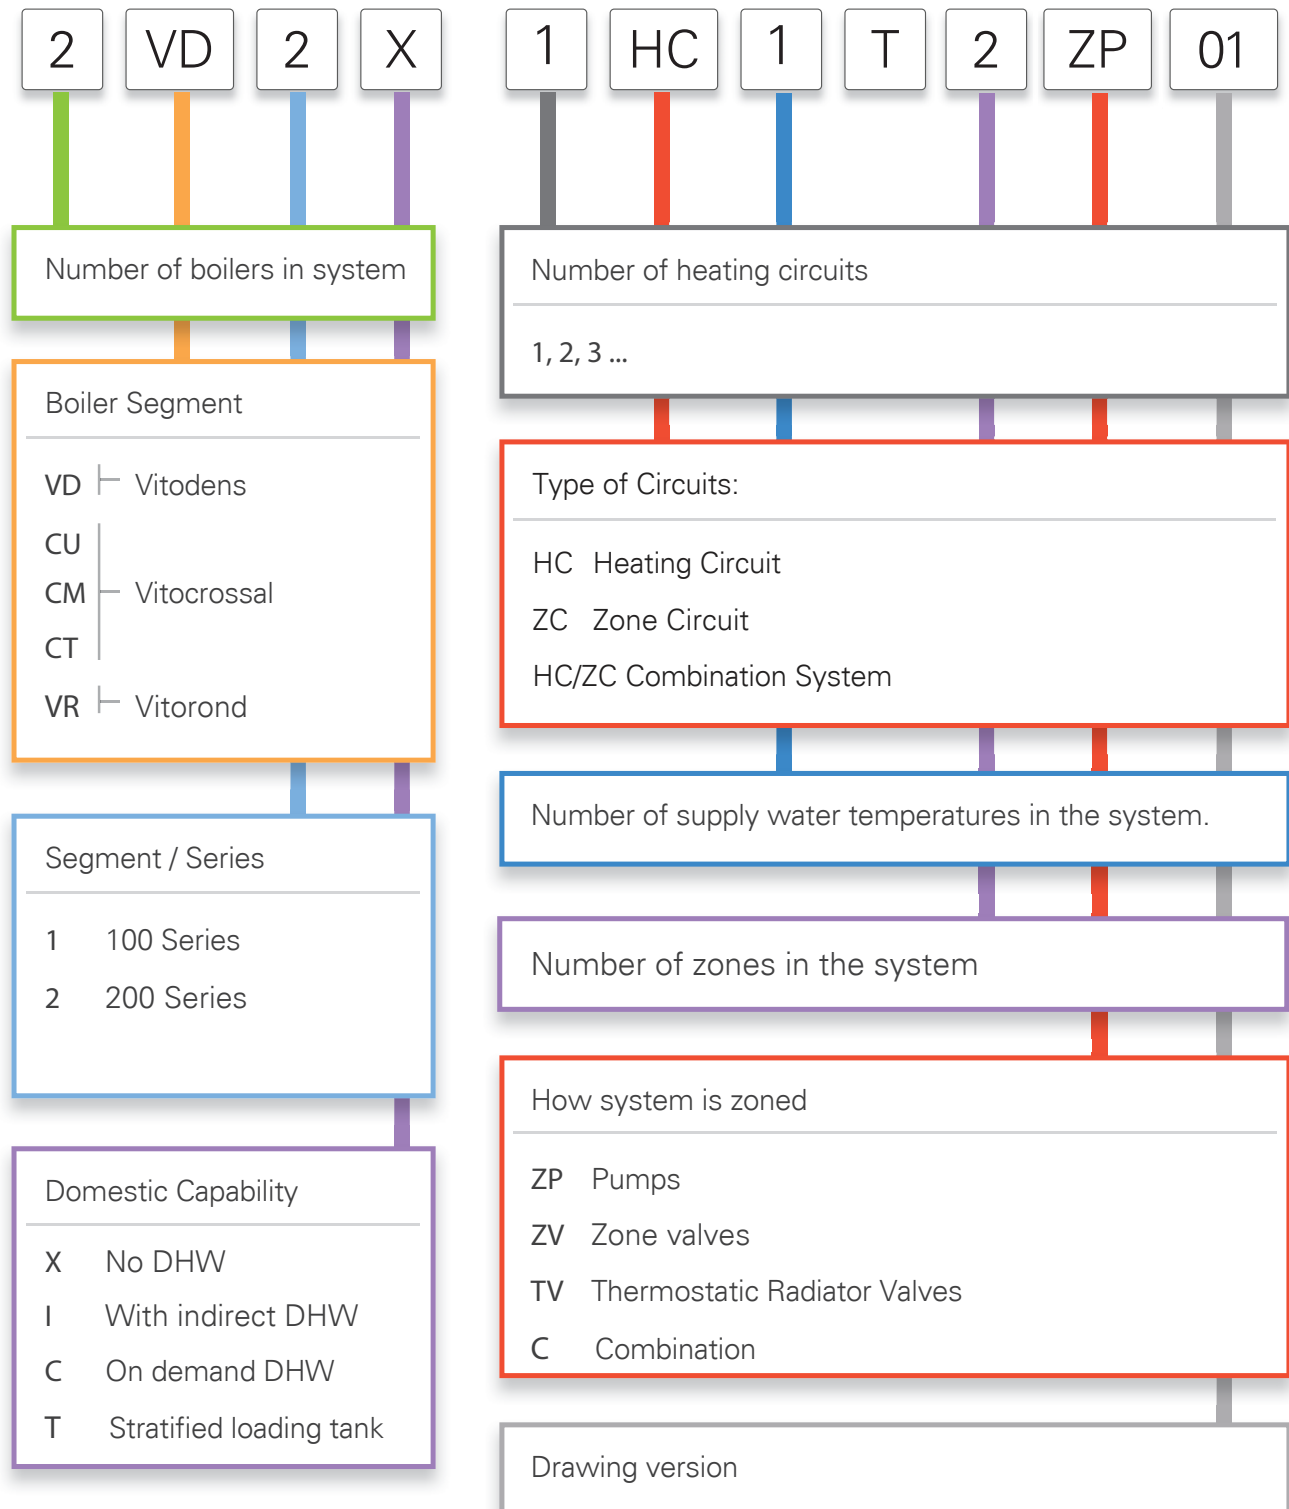 2 VD 2 X 1 HC 1 T 2 ZP 01
Number of boilers in system
Boiler Segment
VD Vitodens
CU
CM Vitocrossal
CT
VR Vitorond
Segment / Series
1 100 Series
2 200 Series
Domestic Capability
X No DHW
I With indirect DHW
C On demand DHW
T Stratified loading tank
Number of heating circuits
1, 2, 3 ...
Type of Circuits:
HC Heating Circuit
ZC Zone Circuit
HC/ZC Combination System
Number of supply water temperatures in the system.
Number of zones in the system
How system is zoned
ZP Pumps
ZV Zone valves
TV Thermostatic Radiator Valves
C Combination
Drawing version